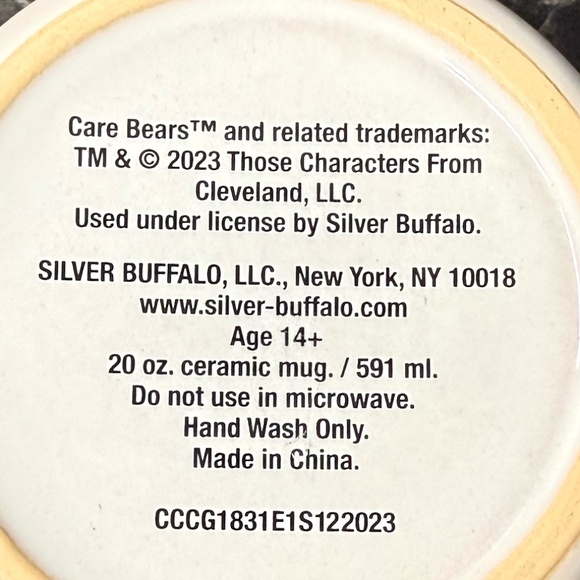 Care Bears™ and related trademarks:
TM & © 2023 Those Characters From
Cleveland, LLC.
Used under license by Silver Buffalo.
SILVER BUFFALO, LLC., New York, NY 10018
www.silver-buffalo.com
Age 14+
20 oz. ceramic mug. / 591 ml.
Do not use in microwave.
Hand Wash Only.
Made in China.
CCCG1831E1S122023